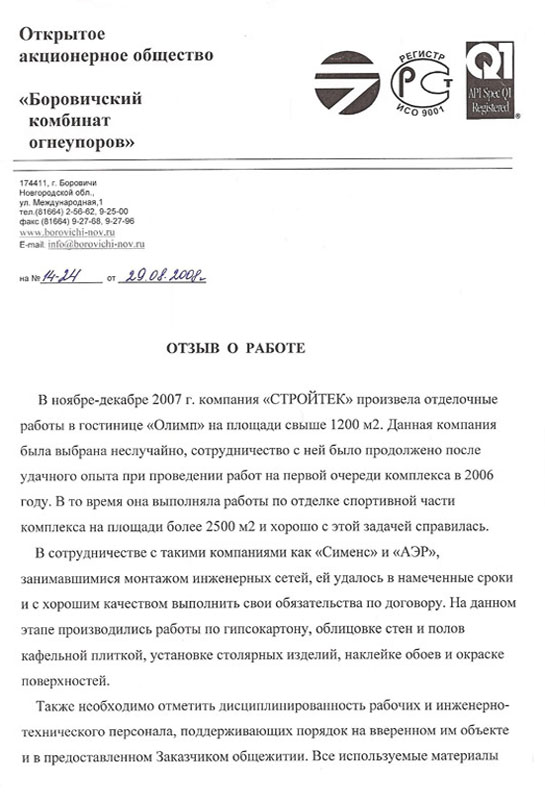 Открытое
акционерное общество
«Боровичский
комбинат
огнеупоров»
РЕГИСТР
РСТ
ИСО 9001
Q1
API Spec Q1
Registered
®
174411, г. Боровичи
Новгородской обл.,
ул. Международная,1
тел.(81664) 2-56-62, 9-25-00
факс (81664) 9-27-68, 9-27-96
www.borovichi-nov.ru
E-mail: info@borovichi-nov.ru
на № 14-24 от 29.08.2008г
ОТЗЫВ О РАБОТЕ
В ноябре-декабре 2007 г. компания «СТРОЙТЕК» произвела отделочные
работы в гостинице «Олимп» на площади свыше 1200 м2. Данная компания
была выбрана неслучайно, сотрудничество с ней было продолжено после
удачного опыта при проведении работ на первой очереди комплекса в 2006
году. В то время она выполняла работы по отделке спортивной части
комплекса на площади более 2500 м2 и хорошо с этой задачей справилась.
В сотрудничестве с такими компаниями как «Сименс» и «АЭР»,
занимавшимися монтажом инженерных сетей, ей удалось в намеченные сроки
и с хорошим качеством выполнить свои обязательства по договору. На данном
этапе производились работы по гипсокартону, облицовке стен и полов
кафельной плиткой, установке столярных изделий, наклейке обоев и окраске
поверхностей.
Также необходимо отметить дисциплинированность рабочих и инженерно-
технического персонала, поддерживающих порядок на вверенном им объекте
и в предоставленном Заказчиком общежитии. Все используемые материалы